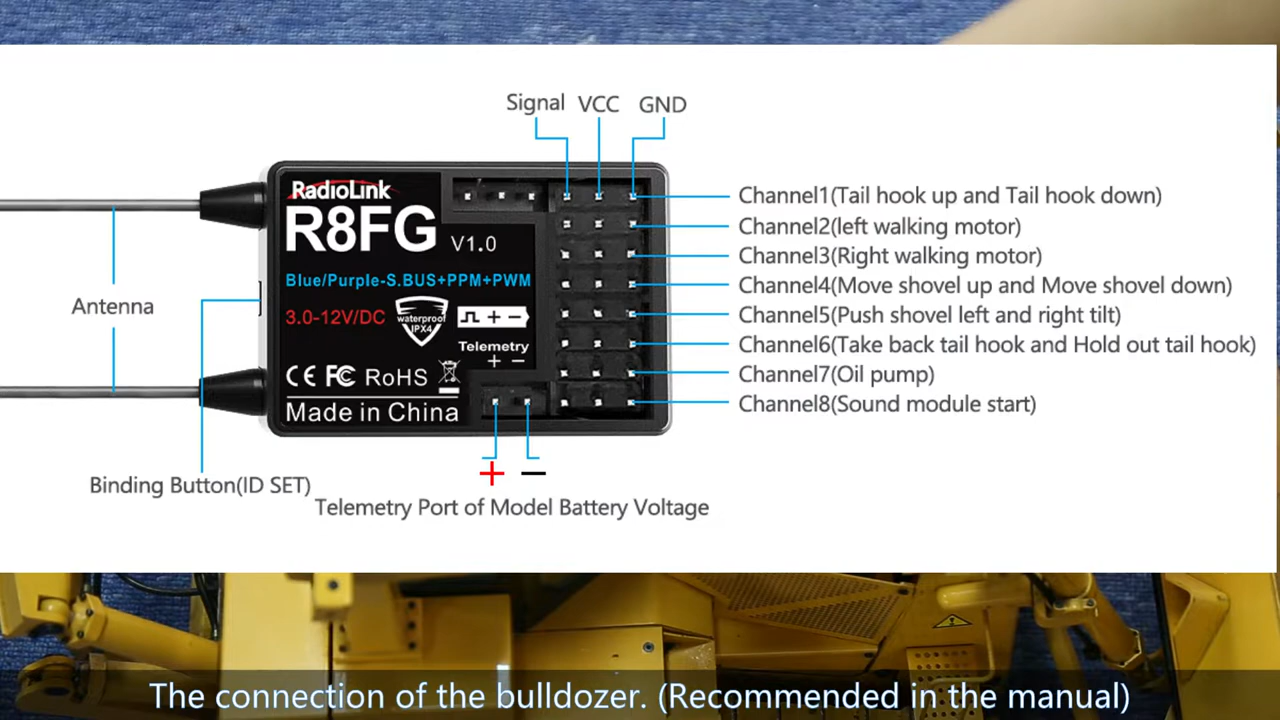 Signal VCC GND
RadioLink
R8FG V1.0
Blue/Purple-S.BUS+PPM+PWM
3.0-12V/DC
waterproof
IPX4
+ −
Telemetry
+ −
CE FC RoHS
Made in China
Antenna
Binding Button(ID SET)
+ −
Telemetry Port of Model Battery Voltage
Channel1(Tail hook up and Tail hook down)
Channel2(left walking motor)
Channel3(Right walking motor)
Channel4(Move shovel up and Move shovel down)
Channel5(Push shovel left and right tilt)
Channel6(Take back tail hook and Hold out tail hook)
Channel7(Oil pump)
Channel8(Sound module start)
The connection of the bulldozer. (Recommended in the manual)